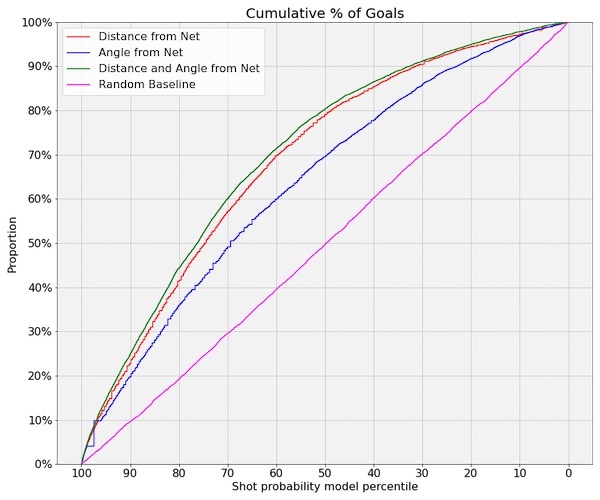 Cumulative % of Goals
Distance from Net
Angle from Net
Distance and Angle from Net
Random Baseline
100%
90%
80%
70%
60%
50%
40%
30%
20%
10%
0%
Proportion
100 90 80 70 60 50 40 30 20 10 0
Shot probability model percentile